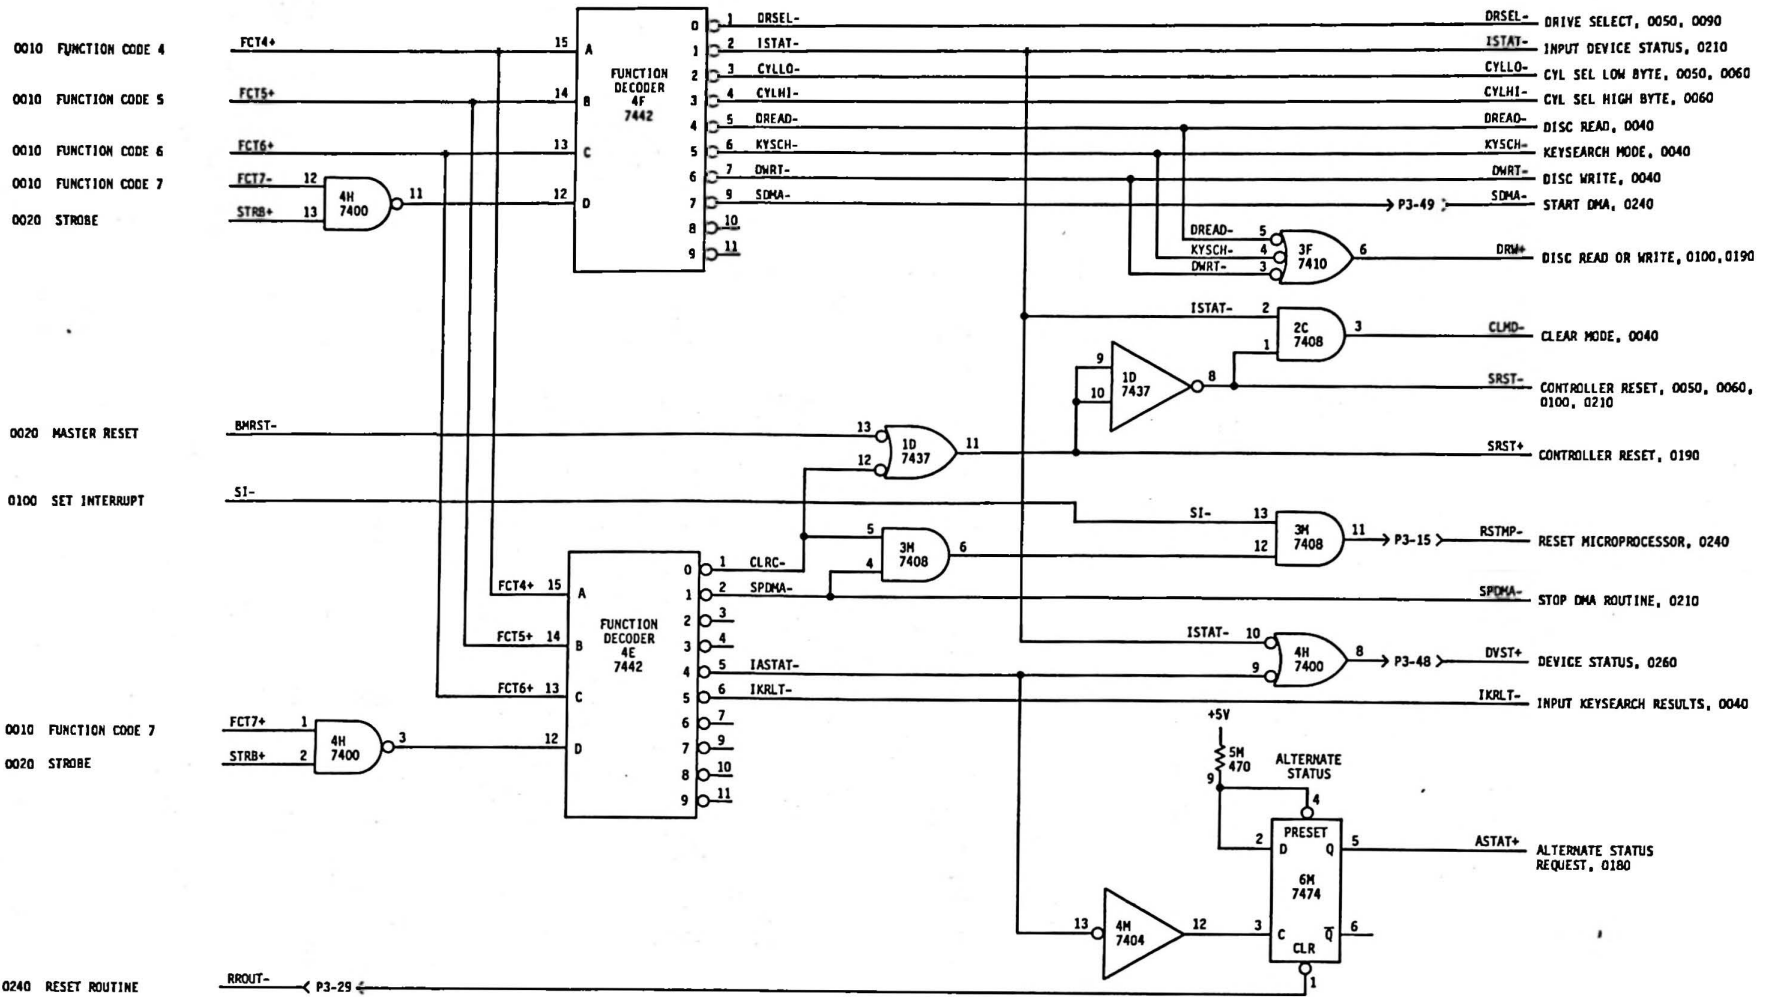 0 1 DRSEL- DRSEL- DRIVE SELECT, 0050, 0090
0010 FUNCTION CODE 4 FCT4+ 15 A 1 2 ISTAT- ISTAT- INPUT DEVICE STATUS, 0210
FUNCTION DECODER 4F 7442
2 3 CYLLO- CYLLO- CYL SEL LOW BYTE, 0050, 0060
0010 FUNCTION CODE 5 FCT5+ 14 B 3 4 CYLHI- CYLHI- CYL SEL HIGH BYTE, 0060
4 5 DREAD- DREAD- DISC READ, 0040
0010 FUNCTION CODE 6 FCT6+ 13 C 5 6 KYSCH- KYSCH- KEYSEARCH MODE, 0040
6 7 DWRT- DWRT- DISC WRITE, 0040
0010 FUNCTION CODE 7 FCT7- 12
4H 7400 11 12 D 7 9 SDMA- P3-49 SDMA- START DMA, 0240
0020 STROBE STRB+ 13
8 10
9 11
DREAD- 5
KYSCH- 4 3F 7410 6 DRW+ DISC READ OR WRITE, 0100,0190
DWRT- 3
ISTAT- 2
2C 7408 3 CLMD- CLEAR MODE, 0040
1
9
10 1D 7437 8 SRST- CONTROLLER RESET, 0050, 0060,
0100, 0210
0020 MASTER RESET BMRST- 13
1D 7437 11 SRST+ CONTROLLER RESET, 0190
12
0100 SET INTERRUPT SI- SI- 13
3M 7408 11 P3-15 RSTMP- RESET MICROPROCESSOR, 0240
12
5
3M 7408 6
4
0 1 CLRC-
FCT4+ 15 A 1 2 SPDMA- SPDMA- STOP DMA ROUTINE, 0210
FUNCTION DECODER 4E 7442
2 3
FCT5+ 14 B 3 4
ISTAT- 10
4H 7400 8 P3-48 DVST+ DEVICE STATUS, 0260
4 5 IASTAT- 9
FCT6+ 13 C 5 6 IKRLT- IKRLT- INPUT KEYSEARCH RESULTS, 0040
0010 FUNCTION CODE 7 FCT7+ 1
4H 7400 3 12 D
0020 STROBE STRB+ 2
6 7
7 9
8 10
9 11
+5V
5M 470
9
ALTERNATE
STATUS
4
PRESET
2 D Q 5 ASTAT+ ALTERNATE STATUS
REQUEST, 0180
6M
7474
13 4M 7404 12 3 C Q 6
CLR
1
0240 RESET ROUTINE RROUT- P3-29